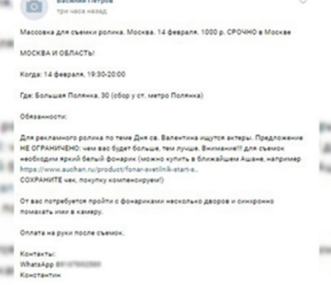 Василий Петров
три часа назад
Массовка для съемки ролика. Москва. 14 февраля. 1000 р. СРОЧНО в Москве
МОСКВА И ОБЛАСТЬ!
Когда: 14 февраля, 19:30-20:00
Где: Большая Полянка, 30 (сбор у ст. метро Полянка)
Обязанности:
Для рекламного ролика по теме Дня св. Валентина ищутся актеры. Предложение
НЕ ОГРАНИЧЕНО: чем вас будет больше, тем лучше. Внимание!!! для съемок
необходим яркий белый фонарик (можно купить в ближайшем Ашане, например
https://www.auchan.ru/product/fonar-svetilnik-start-s..
СОХРАНИТЕ чек, покупку компенсируем!)
От вас потребуется пройти с фонариками несколько дворов и синхронно
помахать ими в камеру.
Оплата на руки после съемок.
Контакты:
WhatsApp
Константин